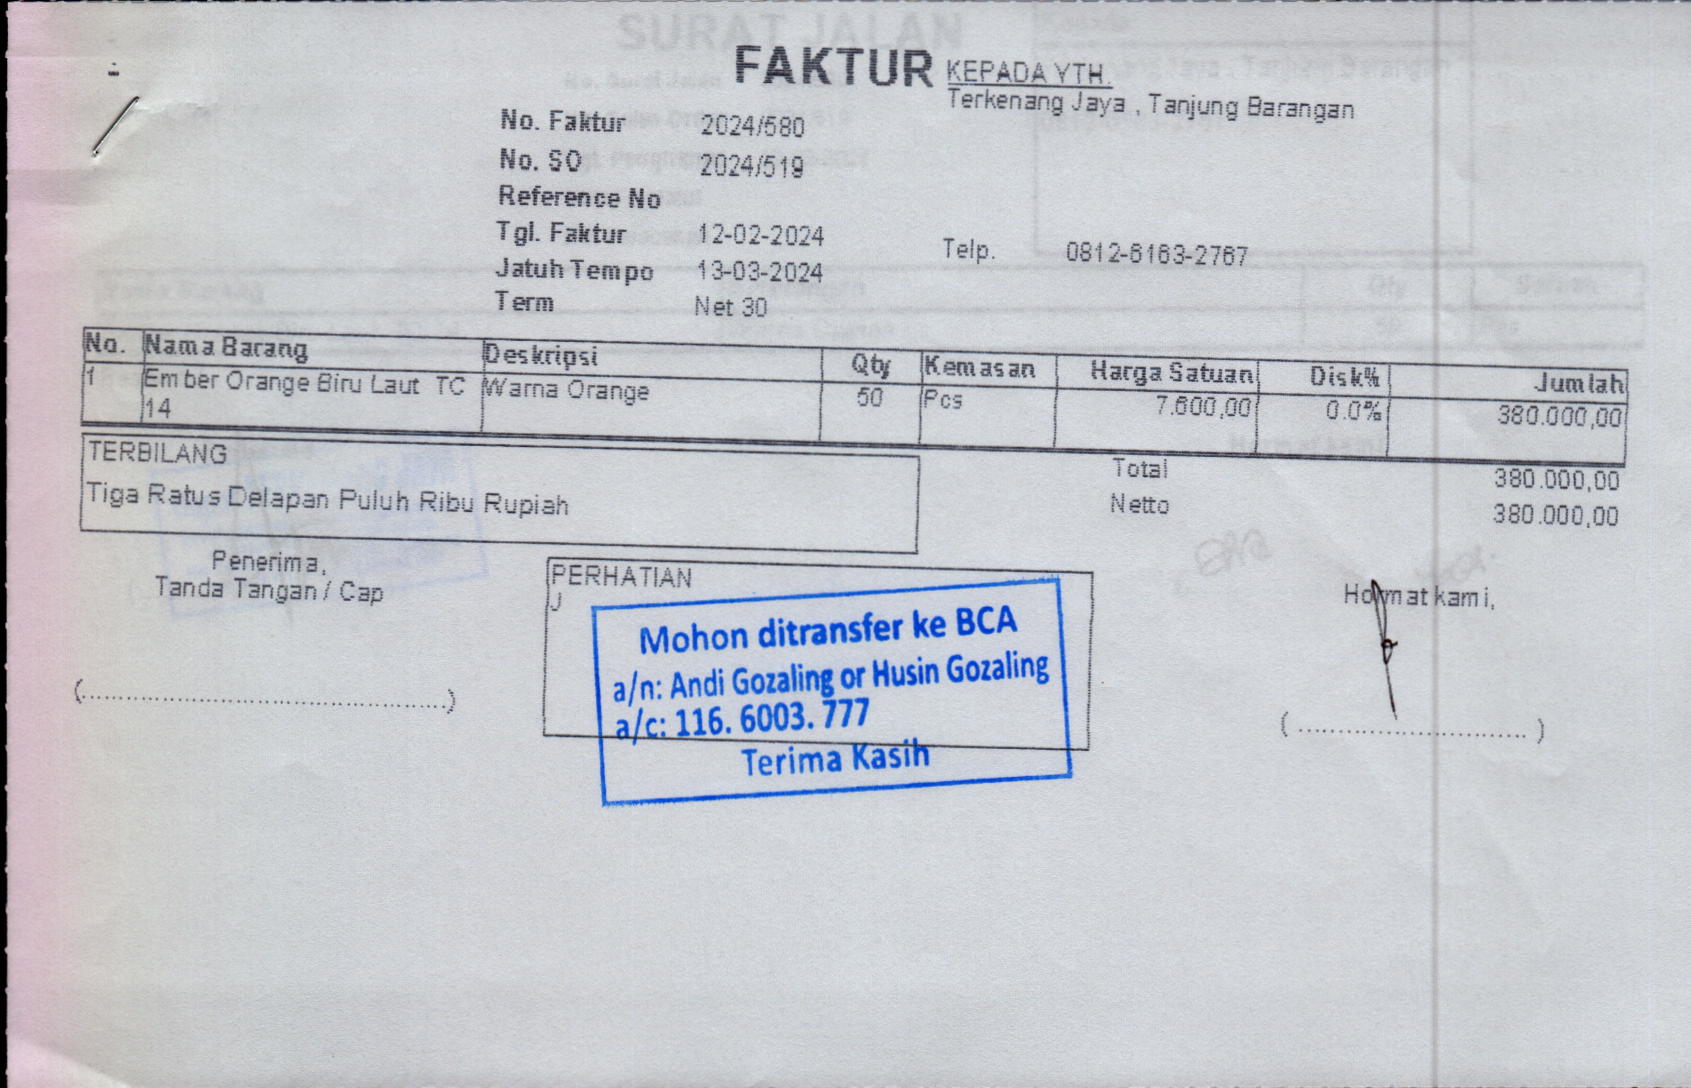 FAKTUR
KEPADA YTH.
Terkenang Jaya , Tanjung Barangan
No. Faktur 2024/580
No. SO 2024/519
Reference No
Tgl. Faktur 12-02-2024
Telp. 0812-6163-2767
Jatuh Tempo 13-03-2024
Term Net 30
No. Nama Barang Deskripsi Qty Kemasan Harga Satuan Disk% Jumlah
1 Ember Orange Biru Laut TC Warna Orange 50 Pcs 7.600,00 0.0% 380.000,00
14
TERBILANG
Tiga Ratus Delapan Puluh Ribu Rupiah
Total 380.000,00
Netto 380.000,00
Penerima,
Tanda Tangan / Cap
PERHATIAN
J
Mohon ditransfer ke BCA
a/n: Andi Gozaling or Husin Gozaling
a/c: 116. 6003. 777
Terima Kasih
Hormat kami,
(..................................................)
( .............................. )
SURAT JALAN